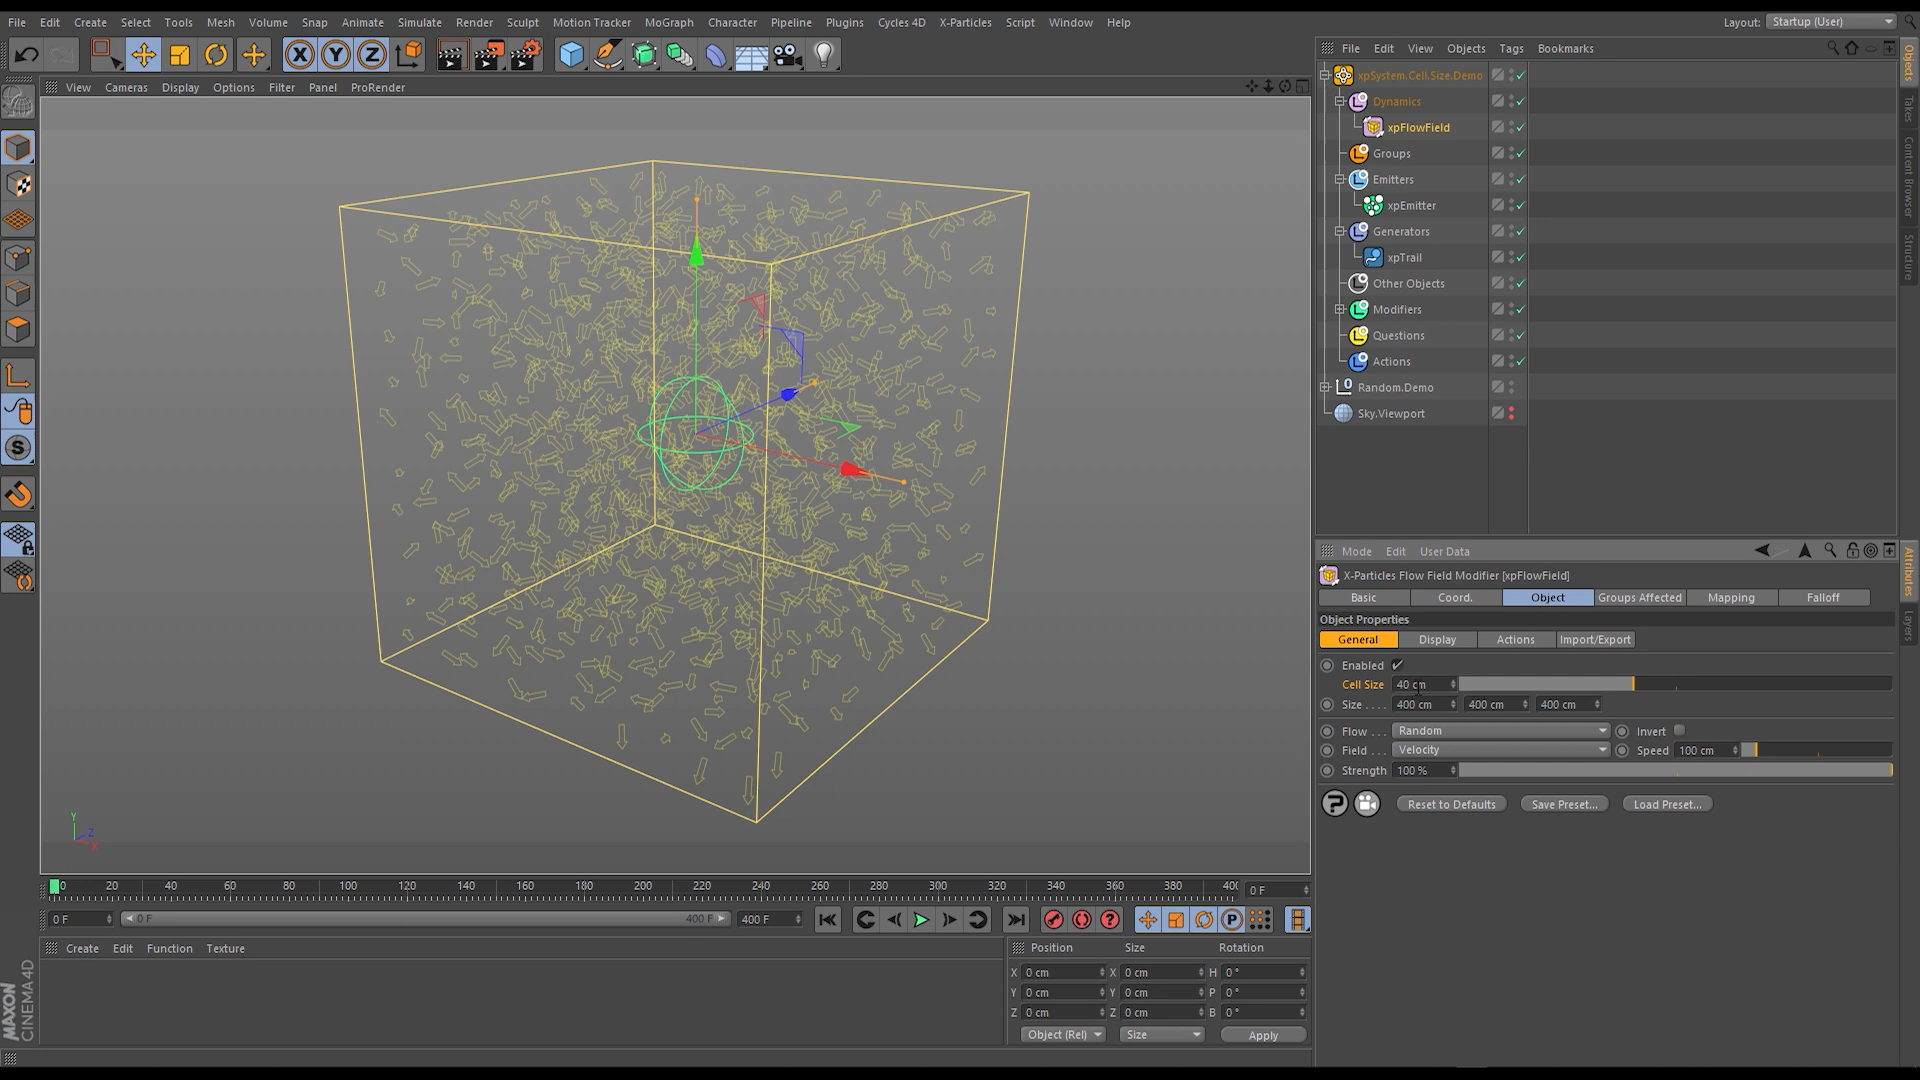 File Edit Create Select Tools Mesh Volume Snap Animate Simulate Render Sculpt Motion Tracker MoGraph Character Pipeline Plugins Cycles 4D X-Particles Script Window Help Layout: Startup (User)
X Y Z
View Cameras Display Options Filter Panel ProRender
File Edit View Objects Tags Bookmarks
xpSystem.Cell.Size.Demo
Dynamics
xpFlowField
Groups
Emitters
xpEmitter
Generators
xpTrail
Other Objects
Modifiers
Questions
Actions
Random.Demo
Sky.Viewport
Objects
Takes
Content Browser
Structure
Mode Edit User Data
X-Particles Flow Field Modifier [xpFlowField]
Basic Coord. Object Groups Affected Mapping Falloff
Object Properties
General Display Actions Import/Export
Enabled
Cell Size 40 cm
Size . . . . 400 cm 400 cm 400 cm
Flow . . . Random Invert
Field . . . Velocity Speed 100 cm
Strength 100 %
Reset to Defaults Save Preset... Load Preset...
Attributes
Layers
Y
Z
X
0 20 40 60 80 100 120 140 160 180 200 220 240 260 280 300 320 340 360 380 400 0 F
0 F 0 F 400 F 400 F
Create Edit Function Texture
Position Size Rotation
X 0 cm X 0 cm H 0 °
Y 0 cm Y 0 cm P 0 °
Z 0 cm Z 0 cm B 0 °
Object (Rel) Size Apply
MAXON
CINEMA 4D